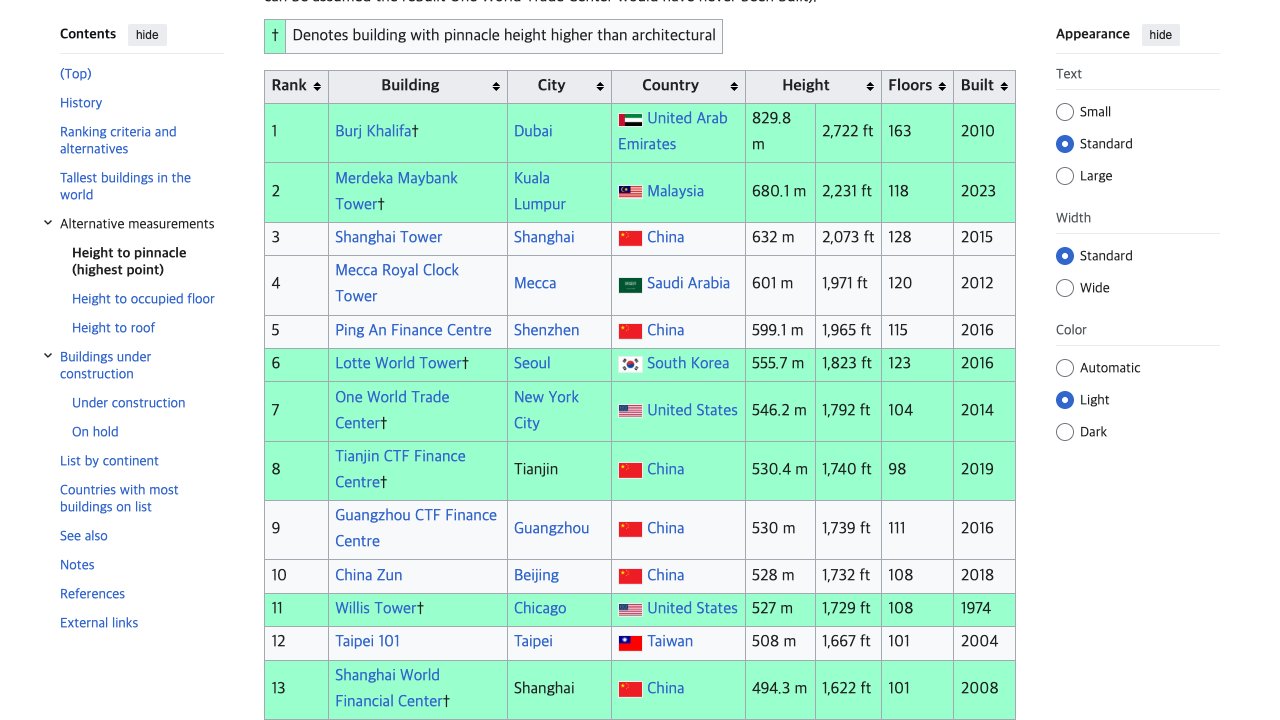 Contents hide
(Top)
History
Ranking criteria and
alternatives
Tallest buildings in the
world
Alternative measurements
Height to pinnacle
(highest point)
Height to occupied floor
Height to roof
Buildings under
construction
Under construction
On hold
List by continent
Countries with most
buildings on list
See also
Notes
References
External links
† Denotes building with pinnacle height higher than architectural
Rank Building City Country Height Floors Built
1 Burj Khalifa† Dubai United Arab Emirates 829.8 m 2,722 ft 163 2010
2 Merdeka Maybank Tower† Kuala Lumpur Malaysia 680.1 m 2,231 ft 118 2023
3 Shanghai Tower Shanghai China 632 m 2,073 ft 128 2015
4 Mecca Royal Clock Tower Mecca Saudi Arabia 601 m 1,971 ft 120 2012
5 Ping An Finance Centre Shenzhen China 599.1 m 1,965 ft 115 2016
6 Lotte World Tower† Seoul South Korea 555.7 m 1,823 ft 123 2016
7 One World Trade Center† New York City United States 546.2 m 1,792 ft 104 2014
8 Tianjin CTF Finance Centre† Tianjin China 530.4 m 1,740 ft 98 2019
9 Guangzhou CTF Finance Centre Guangzhou China 530 m 1,739 ft 111 2016
10 China Zun Beijing China 528 m 1,732 ft 108 2018
11 Willis Tower† Chicago United States 527 m 1,729 ft 108 1974
12 Taipei 101 Taipei Taiwan 508 m 1,667 ft 101 2004
13 Shanghai World Financial Center† Shanghai China 494.3 m 1,622 ft 101 2008
Appearance hide
Text
Small
Standard
Large
Width
Standard
Wide
Color
Automatic
Light
Dark